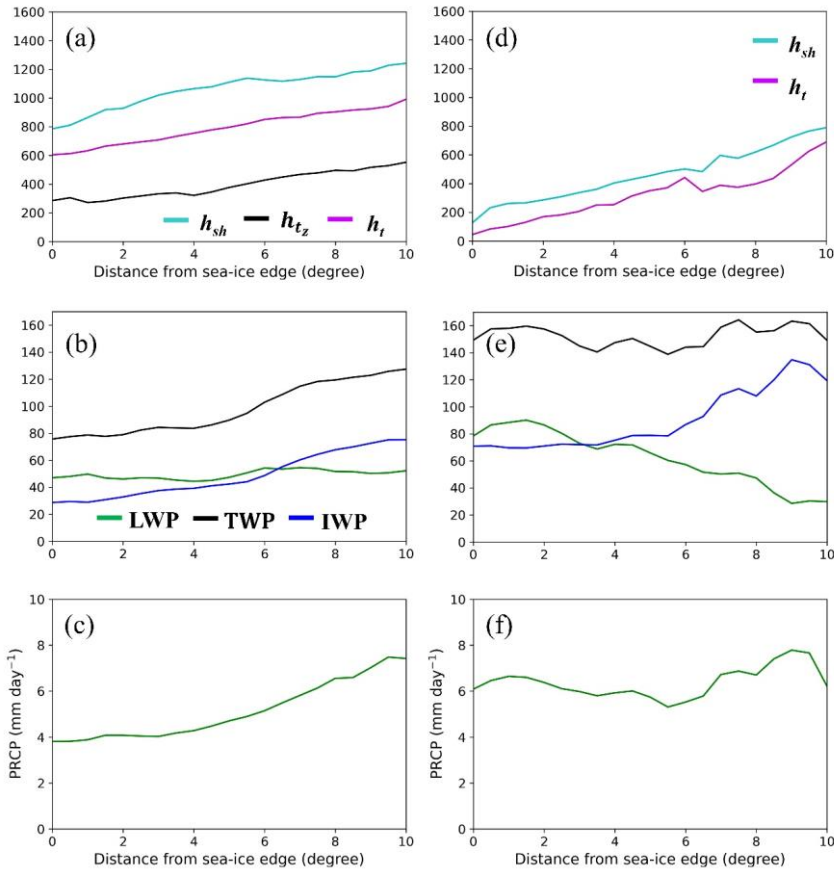 (a)
1600
1400
1200
1000
800
600
400
200
0
h_sh h_t_z h_t
0 2 4 6 8 10
Distance from sea-ice edge (degree)
(d)
1600
1400
1200
1000
800
600
400
200
0
h_sh
h_t
0 2 4 6 8 10
Distance from sea-ice edge (degree)
(b)
160
140
120
100
80
60
40
20
0
LWP TWP IWP
0 2 4 6 8 10
(e)
160
140
120
100
80
60
40
20
0
0 2 4 6 8 10
(c)
10
8
6
4
2
0
PRCP (mm day⁻¹)
0 2 4 6 8 10
Distance from sea-ice edge (degree)
(f)
10
8
6
4
2
0
PRCP (mm day⁻¹)
0 2 4 6 8 10
Distance from sea-ice edge (degree)